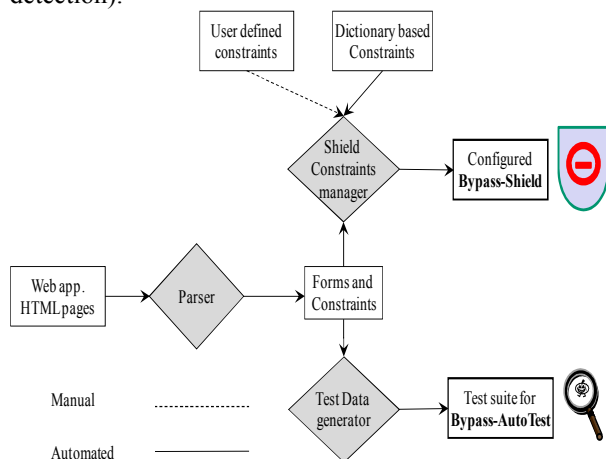 detection).
User defined
constraints
Dictionary based
Constraints
Shield
Constraints
manager
Configured
Bypass-Shield
Web app.
HTML pages
Parser
Forms and
Constraints
Test Data
generator
Test suite for
Bypass-AutoTest
Manual
Automated